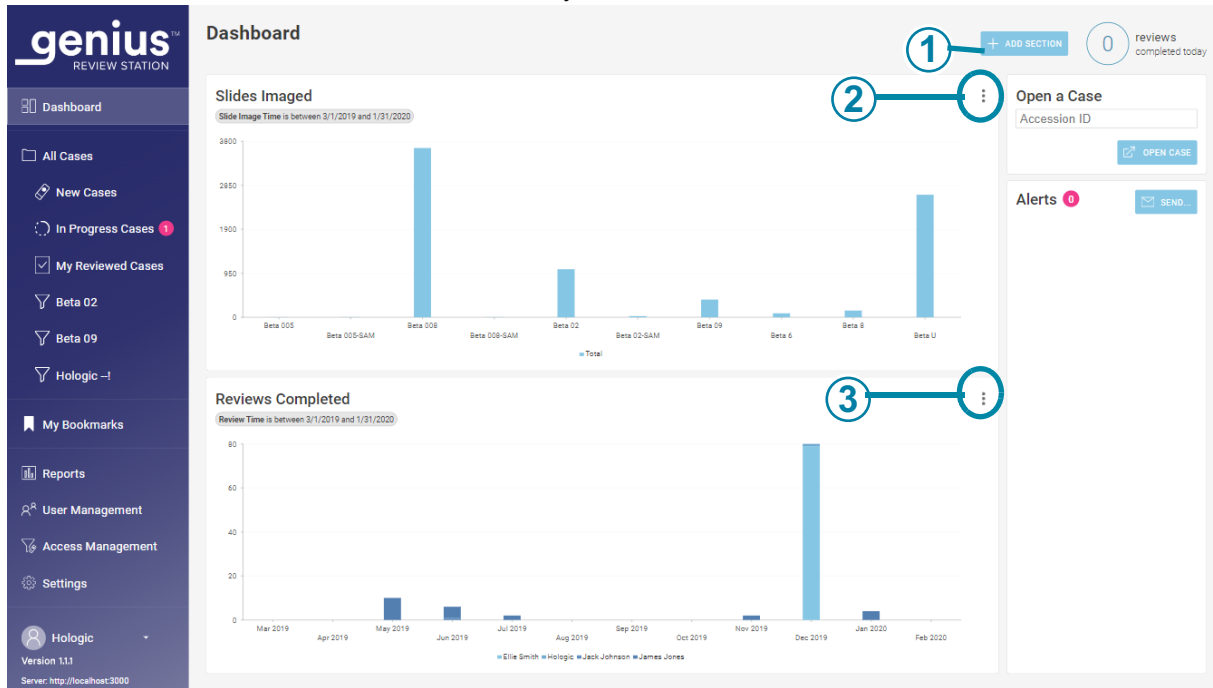 genius™
REVIEW STATION
Dashboard
All Cases
New Cases
In Progress Cases 1
My Reviewed Cases
Beta 02
Beta 09
Hologic --!
My Bookmarks
Reports
User Management
Access Management
Settings
Hologic
Version 1.1.1
Server: http://localhost:3000
Dashboard
1
+ ADD SECTION
0
reviews
completed today
Slides Imaged
2
Slide Image Time is between 3/1/2019 and 1/31/2020
3800
2850
1900
950
0
Beta 005
Beta 005-SAM
Beta 008
Beta 008-SAM
Beta 02
Beta 02-SAM
Beta 09
Beta 6
Beta 8
Beta U
Total
Reviews Completed
3
Review Time is between 3/1/2019 and 1/31/2020
80
60
40
20
0
Mar 2019
Apr 2019
May 2019
Jun 2019
Jul 2019
Aug 2019
Sep 2019
Oct 2019
Nov 2019
Dec 2019
Jan 2020
Feb 2020
Ellie Smith Hologic Jack Johnson James Jones
Open a Case
Accession ID
OPEN CASE
Alerts 0
SEND...